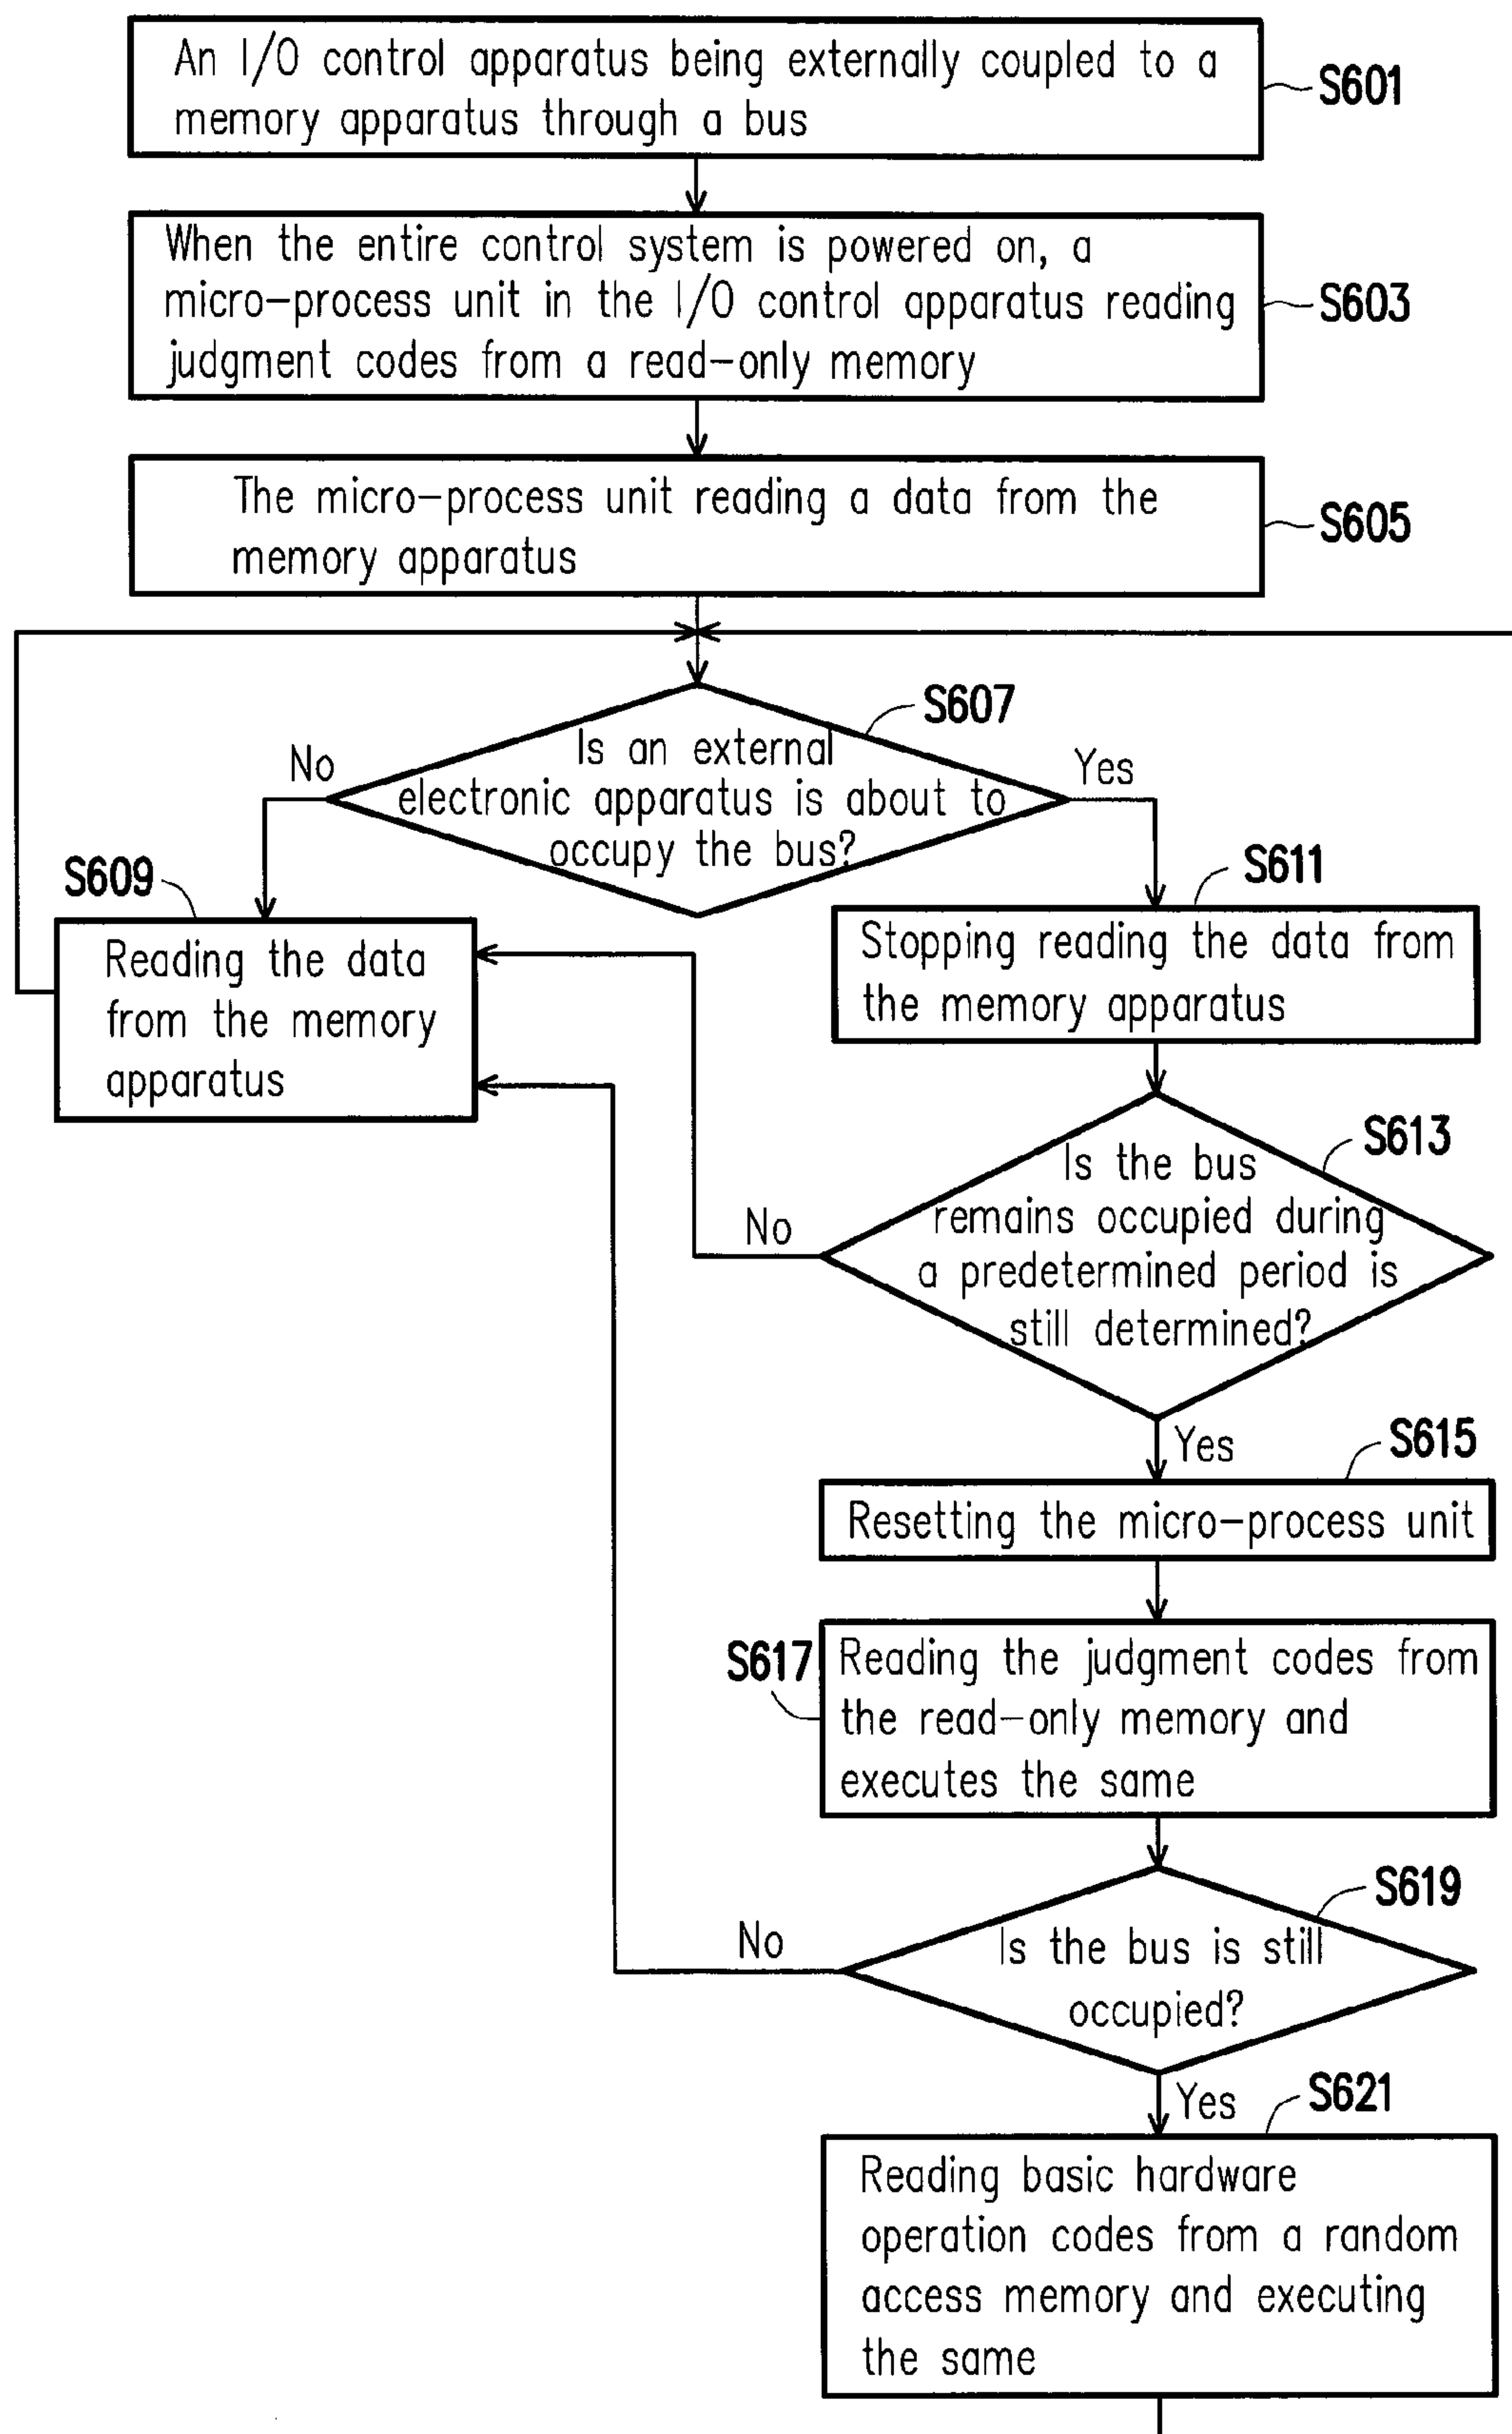 An I/O control apparatus being externally coupled to a
memory apparatus through a bus
S601
When the entire control system is powered on, a
micro-process unit in the I/O control apparatus reading
judgment codes from a read-only memory
S603
The micro-process unit reading a data from the
memory apparatus
S605
S607
Is an external
electronic apparatus is about to
occupy the bus?
No
Yes
S609
Reading the data
from the memory
apparatus
S611
Stopping reading the data from
the memory apparatus
S613
Is the bus
remains occupied during
a predetermined period is
still determined?
No
Yes
S615
Resetting the micro-process unit
S617
Reading the judgment codes from
the read-only memory and
executes the same
S619
Is the bus is still
occupied?
No
Yes
S621
Reading basic hardware
operation codes from a random
access memory and executing
the same